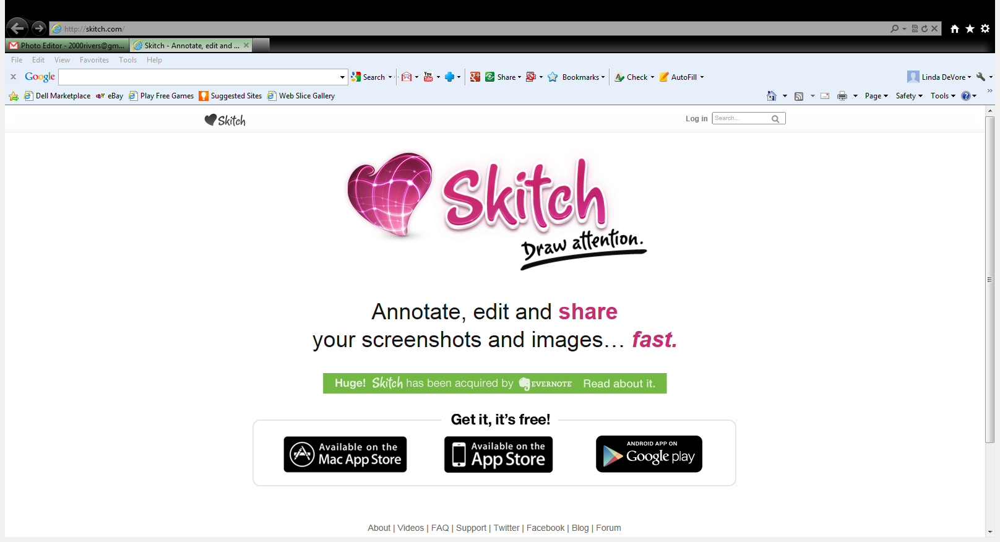 http://skitch.com/
Photo Editor - 2000rivers@gm...
Skitch - Annotate, edit and ...
File Edit View Favorites Tools Help
x Google Search Share Bookmarks Check AutoFill Linda DeVore
Dell Marketplace eBay Play Free Games Suggested Sites Web Slice Gallery Page Safety Tools
Skitch Log in Search...
Skitch
Draw attention.
Annotate, edit and share
your screenshots and images... fast.
Huge! Skitch has been acquired by EVERNOTE Read about it.
Get it, it's free!
Available on the
Mac App Store
Available on the
App Store
ANDROID APP ON
Google play
About | Videos | FAQ | Support | Twitter | Facebook | Blog | Forum